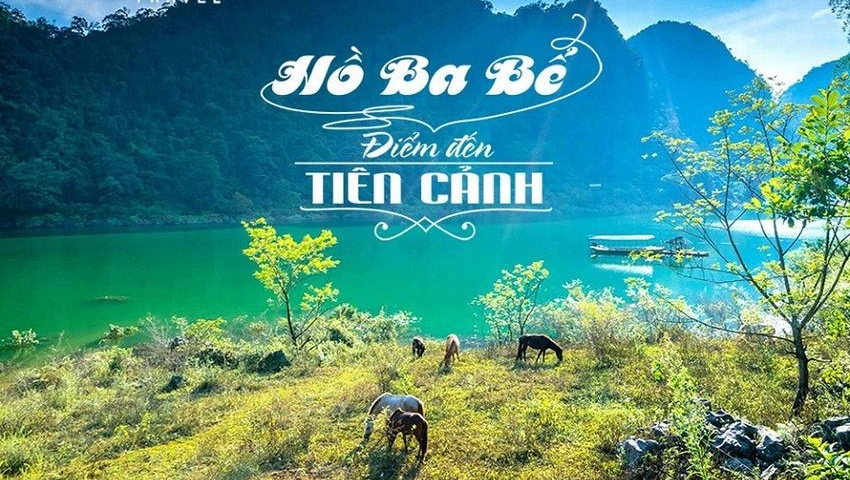 Hồ Ba Bể
Điểm đến
TIÊN CẢNH